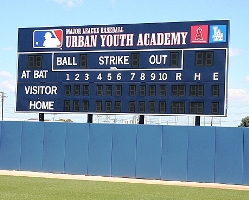 MAJOR LEAGUE BASEBALL
URBAN YOUTH ACADEMY
BALL STRIKE OUT
AT BAT 1 2 3 4 5 6 7 8 9 10 R H E
VISITOR
HOME